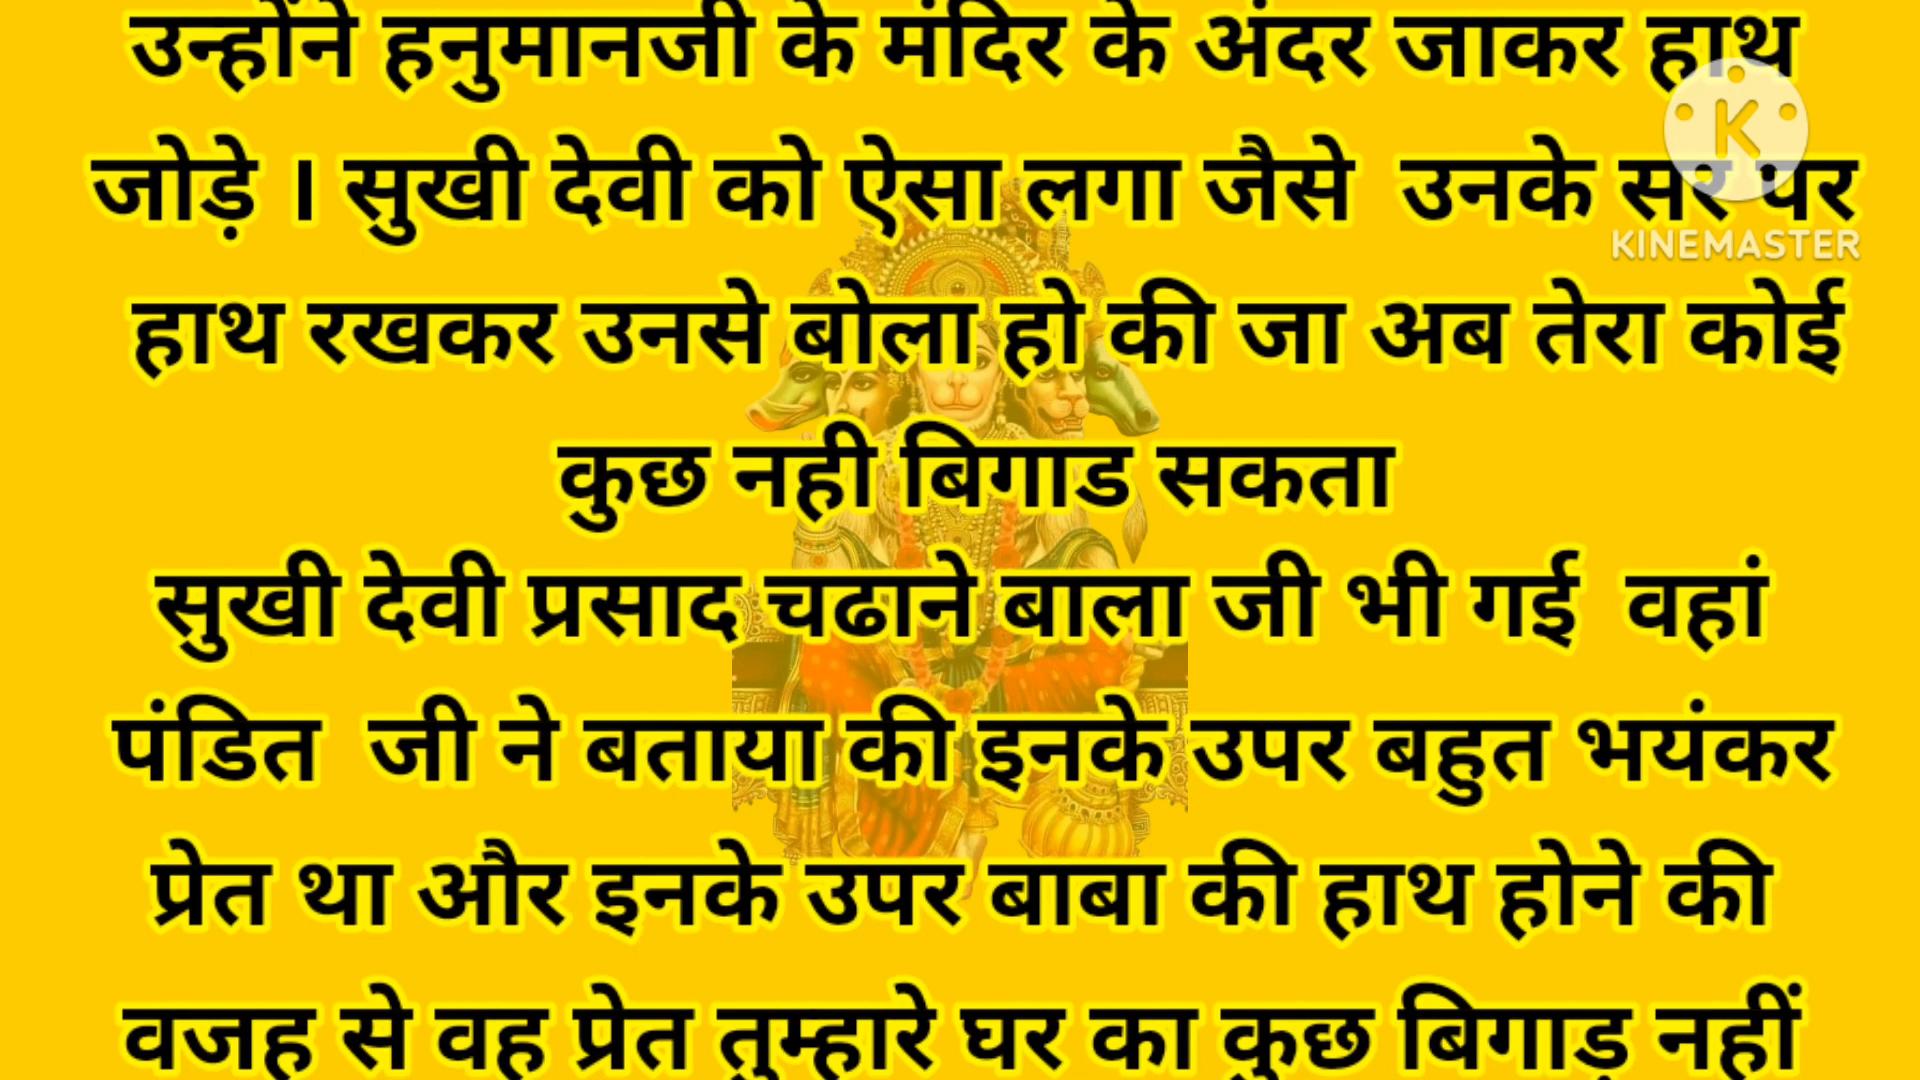 उन्होंने हनुमानजी के मंदिर के अंदर जाकर हाथ
जोड़े । सुखी देवी को ऐसा लगा जैसे उनके सर पर
हाथ रखकर उनसे बोला हो की जा अब तेरा कोई
कुछ नही बिगाड सकता
सुखी देवी प्रसाद चढाने बाला जी भी गई वहां
पंडित जी ने बताया की इनके उपर बहुत भयंकर
प्रेत था और इनके उपर बाबा की हाथ होने की
वजह से वह प्रेत तुम्हारे घर का कुछ बिगाड़ नहीं
K
KINEMASTER